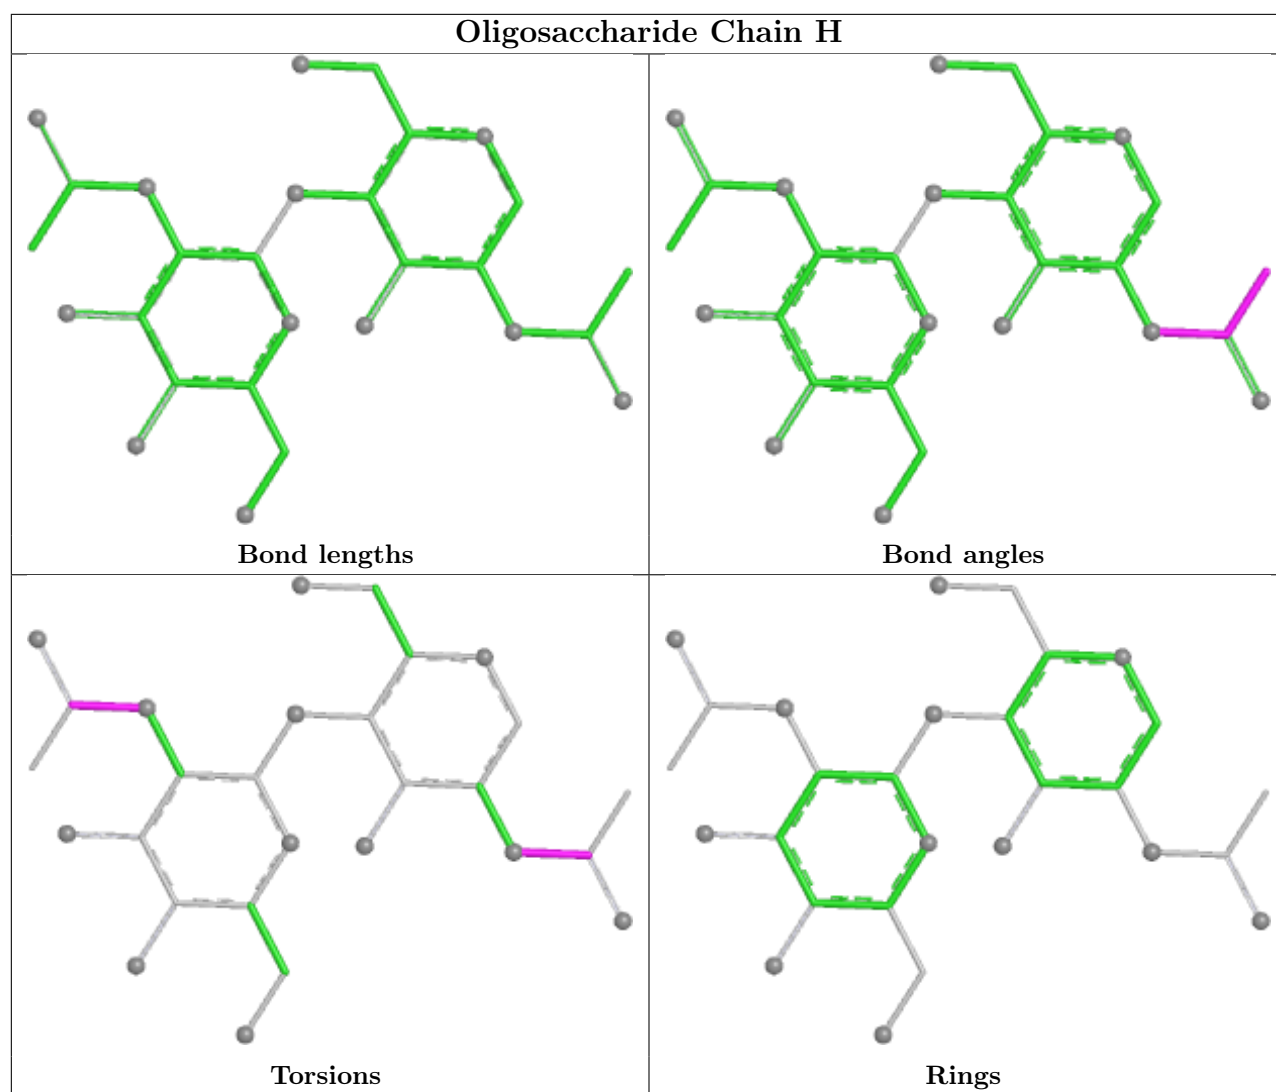 Oligosaccharide Chain H
Bond lengths
Bond angles
Torsions
Rings